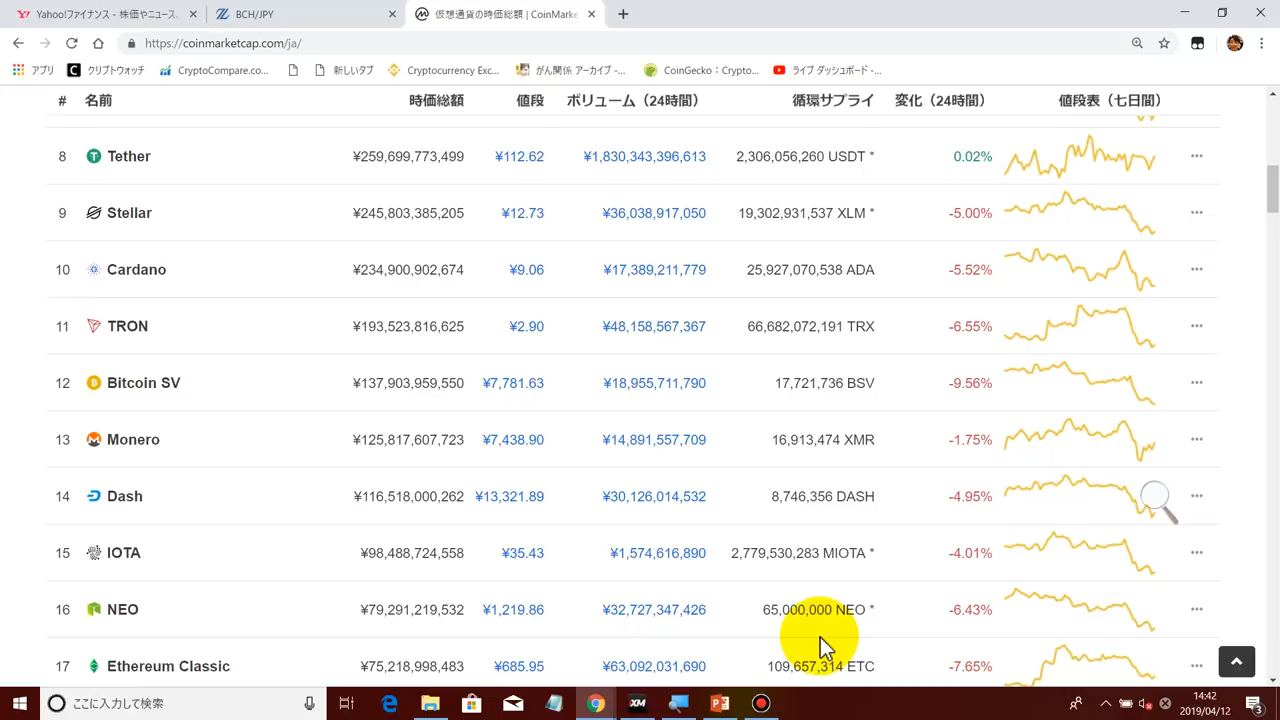 Yahoo!ファイナンス - 株価やニュース、
BCH/JPY
仮想通貨の時価総額 | CoinMarke
https://coinmarketcap.com/ja/
アプリ
クリプトウォッチ
CryptoCompare.co...
新しいタブ
Cryptocurrency Exc...
がん関係 アーカイブ -...
CoinGecko：Crypto...
ライブ ダッシュボード -...
# 名前 時価総額 値段 ボリューム（24時間） 循環サプライ 変化（24時間） 値段表（七日間）
8 Tether ¥259,699,773,499 ¥112.62 ¥1,830,343,396,613 2,306,056,260 USDT * 0.02%
9 Stellar ¥245,803,385,205 ¥12.73 ¥36,038,917,050 19,302,931,537 XLM * -5.00%
10 Cardano ¥234,900,902,674 ¥9.06 ¥17,389,211,779 25,927,070,538 ADA -5.52%
11 TRON ¥193,523,816,625 ¥2.90 ¥48,158,567,367 66,682,072,191 TRX -6.55%
12 Bitcoin SV ¥137,903,959,550 ¥7,781.63 ¥18,955,711,790 17,721,736 BSV -9.56%
13 Monero ¥125,817,607,723 ¥7,438.90 ¥14,891,557,709 16,913,474 XMR -1.75%
14 Dash ¥116,518,000,262 ¥13,321.89 ¥30,126,014,532 8,746,356 DASH -4.95%
15 IOTA ¥98,488,724,558 ¥35.43 ¥1,574,616,890 2,779,530,283 MIOTA * -4.01%
16 NEO ¥79,291,219,532 ¥1,219.86 ¥32,727,347,426 65,000,000 NEO * -6.43%
17 Ethereum Classic ¥75,218,998,483 ¥685.95 ¥63,092,031,690 109,657,314 ETC -7.65%
ここに入力して検索
14:42
2019/04/12
3